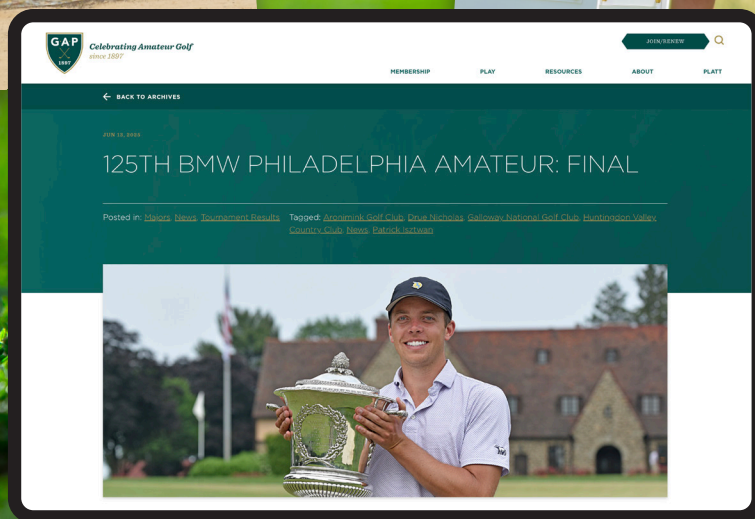 GAP
1897
Celebrating Amateur Golf
since 1897
JOIN/RENEW
MEMBERSHIP
PLAY
RESOURCES
ABOUT
PLATT
BACK TO ARCHIVES
125TH BMW PHILADELPHIA AMATEUR: FINAL
Posted in: Majors, News, Tournament Results
Tagged: Aronimink Golf Club, Drue Nicholas, Galloway National Golf Club, Huntingdon Valley
Country Club, News, Patrick Isztwan